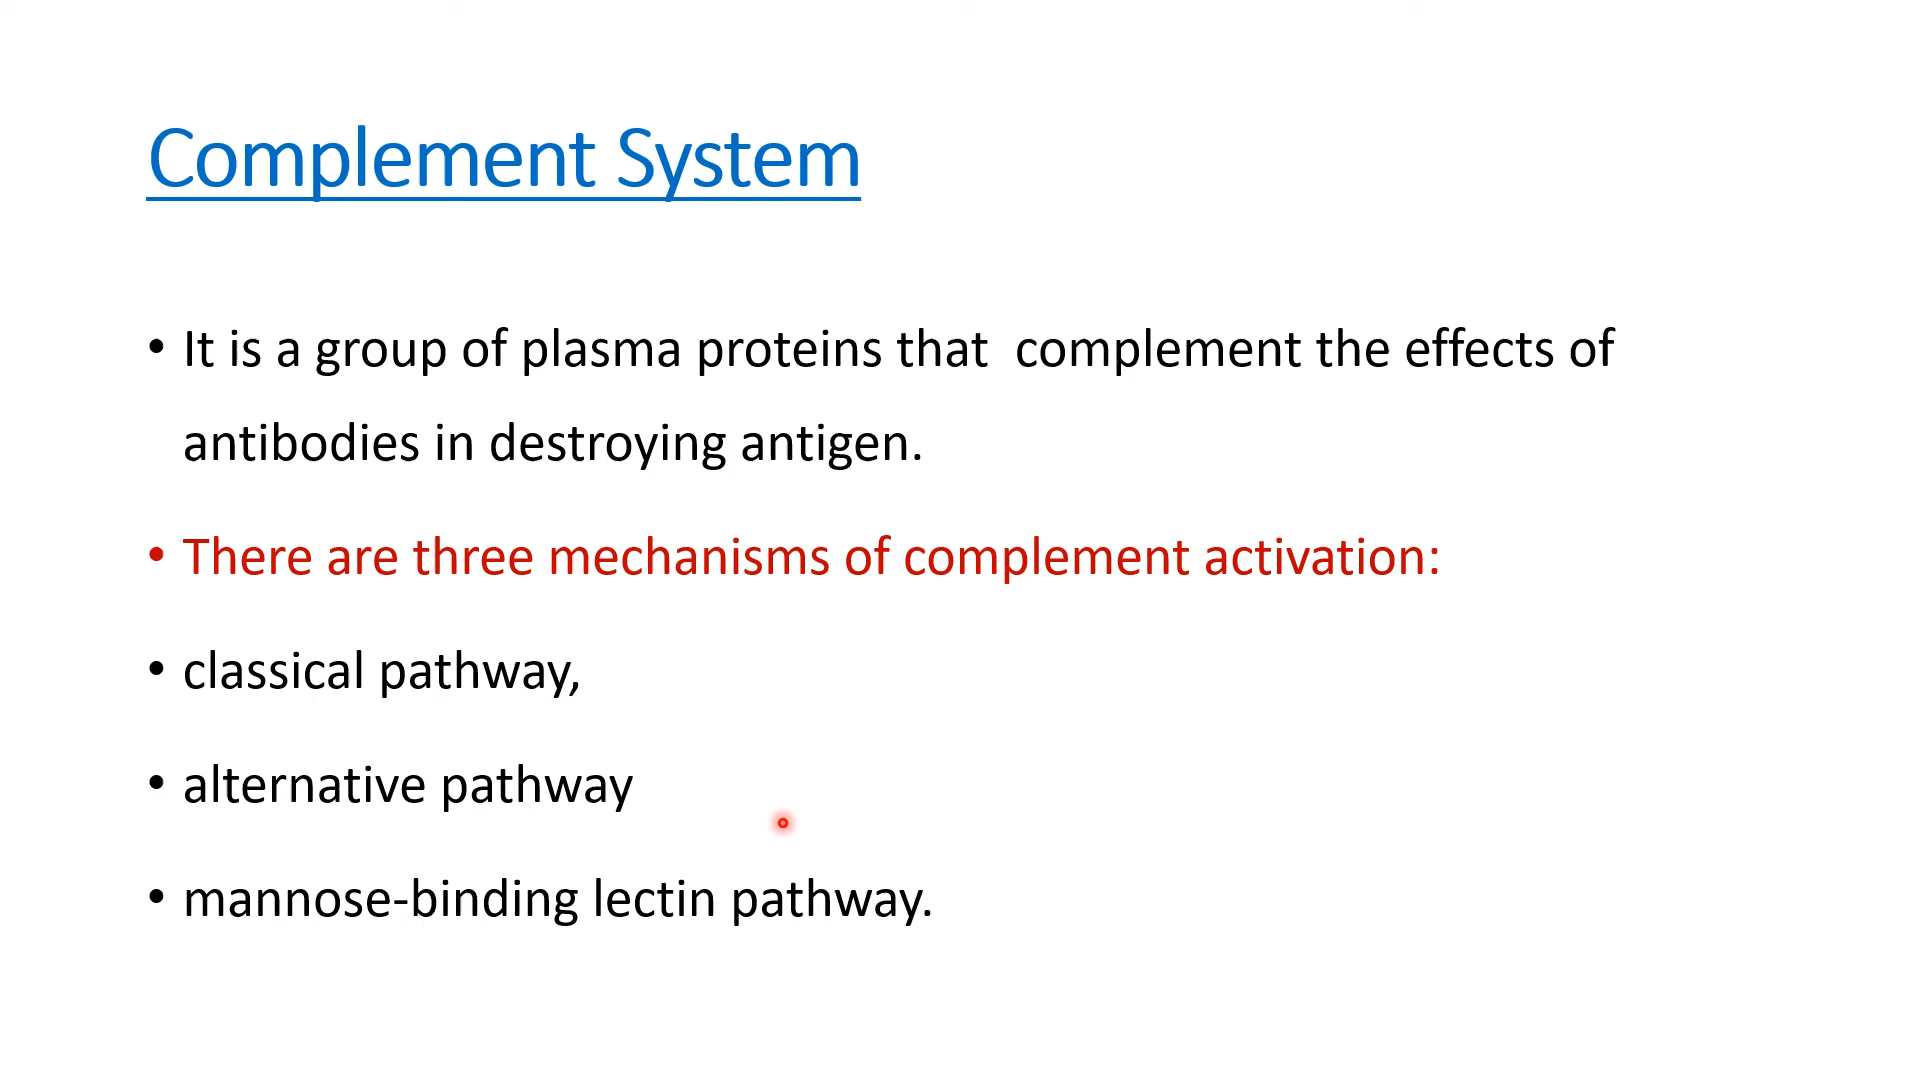 Complement System
• It is a group of plasma proteins that  complement the effects of
antibodies in destroying antigen.
• There are three mechanisms of complement activation:
• classical pathway,
• alternative pathway
• mannose-binding lectin pathway.